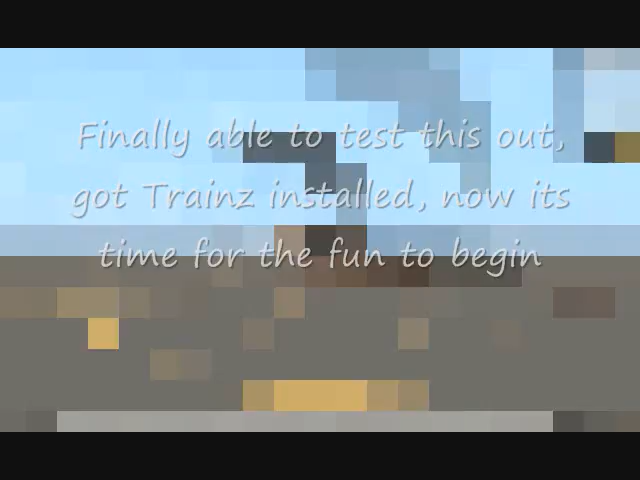 Finally able to test this out,
got Trainz installed, now its
time for the fun to begin